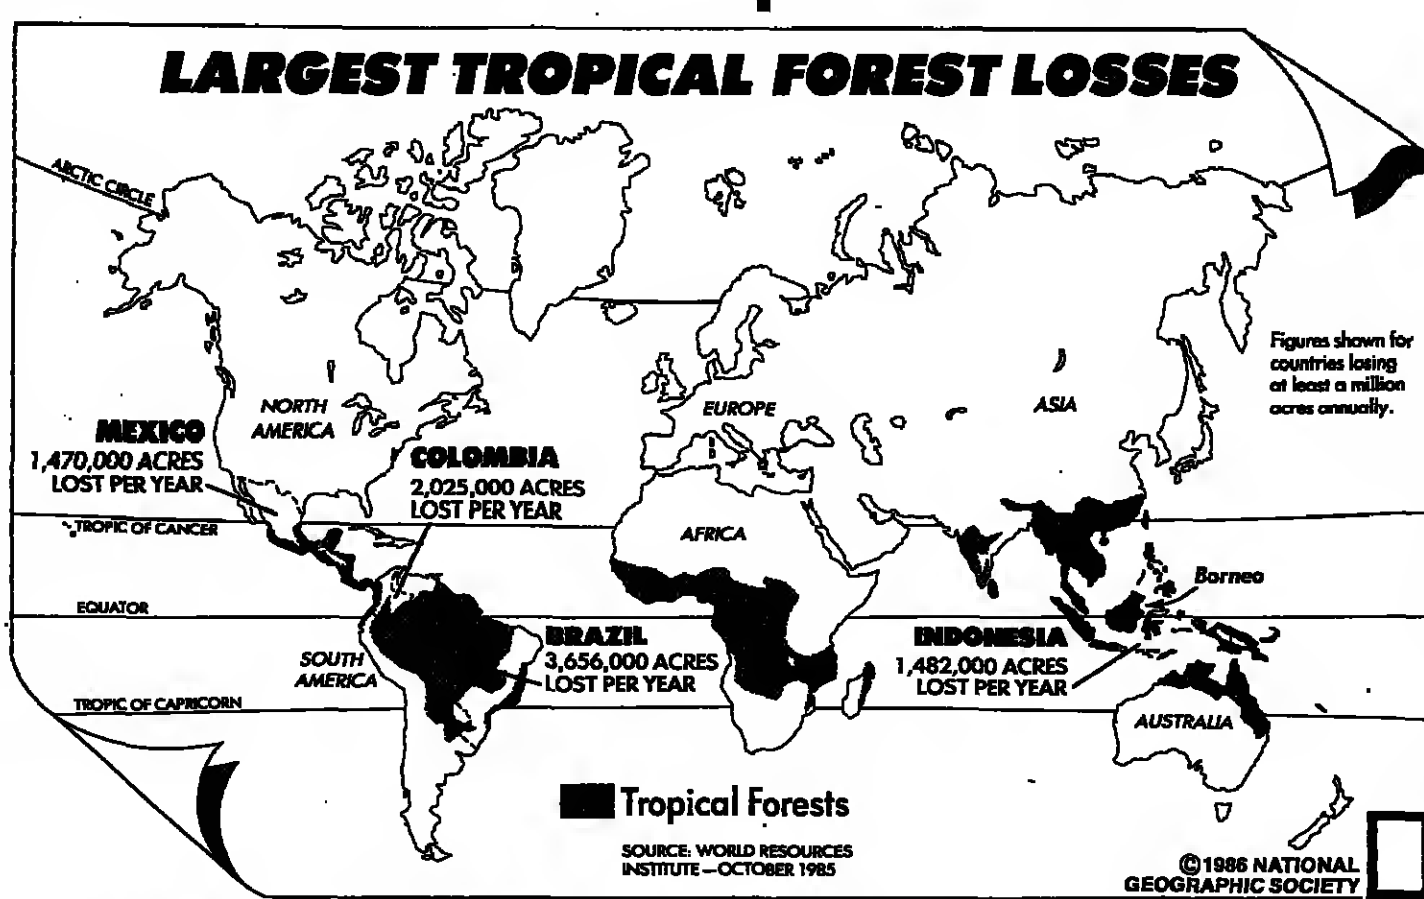 LARGEST TROPICAL FOREST LOSSES
ARCTIC CIRCLE
Figures shown for
countries losing
at least a million
acres annually.
NORTH
AMERICA
EUROPE
ASIA
MEXICO
1,470,000 ACRES
LOST PER YEAR
COLOMBIA
2,025,000 ACRES
LOST PER YEAR
TROPIC OF CANCER
AFRICA
Borneo
EQUATOR
SOUTH
AMERICA
BRAZIL
3,656,000 ACRES
LOST PER YEAR
INDONESIA
1,482,000 ACRES
LOST PER YEAR
TROPIC OF CAPRICORN
AUSTRALIA
Tropical Forests
SOURCE: WORLD RESOURCES
INSTITUTE—OCTOBER 1985
©1986 NATIONAL
GEOGRAPHIC SOCIETY